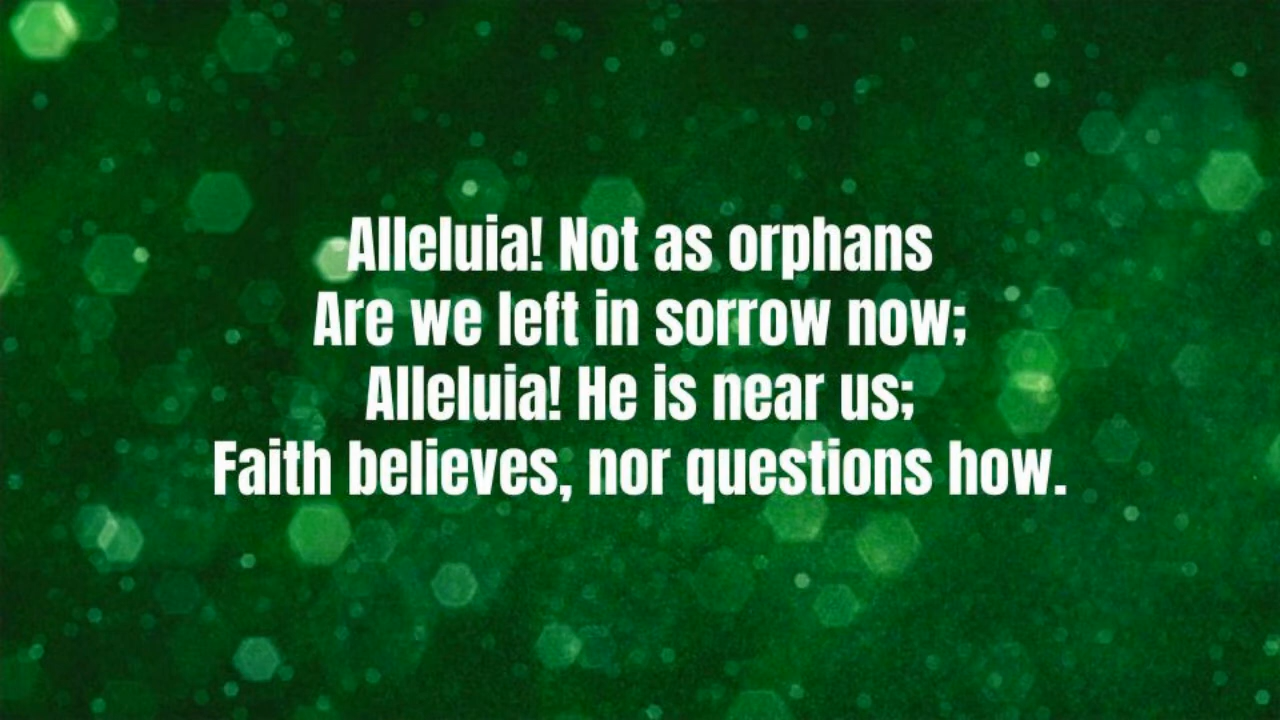 Alleluia! Not as orphans
Are we left in sorrow now;
Alleluia! He is near us;
Faith believes, nor questions how.